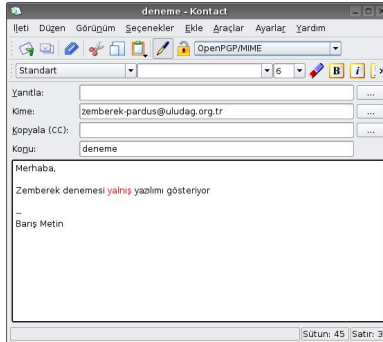 deneme - Kontact
İleti Düzen Görünüm Seçenekler Ekle Araçlar Ayarlar Yardım
OpenPGP/MIME
Standart 6 B i
Yanıtla: ...
Kime: zemberek-pardus@uludag.org.tr ...
Kopyala (CC): ...
Konu: deneme
Merhaba,
Zemberek denemesi yalnış yazılımı gösteriyor
--
Barış Metin
Sütun: 45 Satır: 3